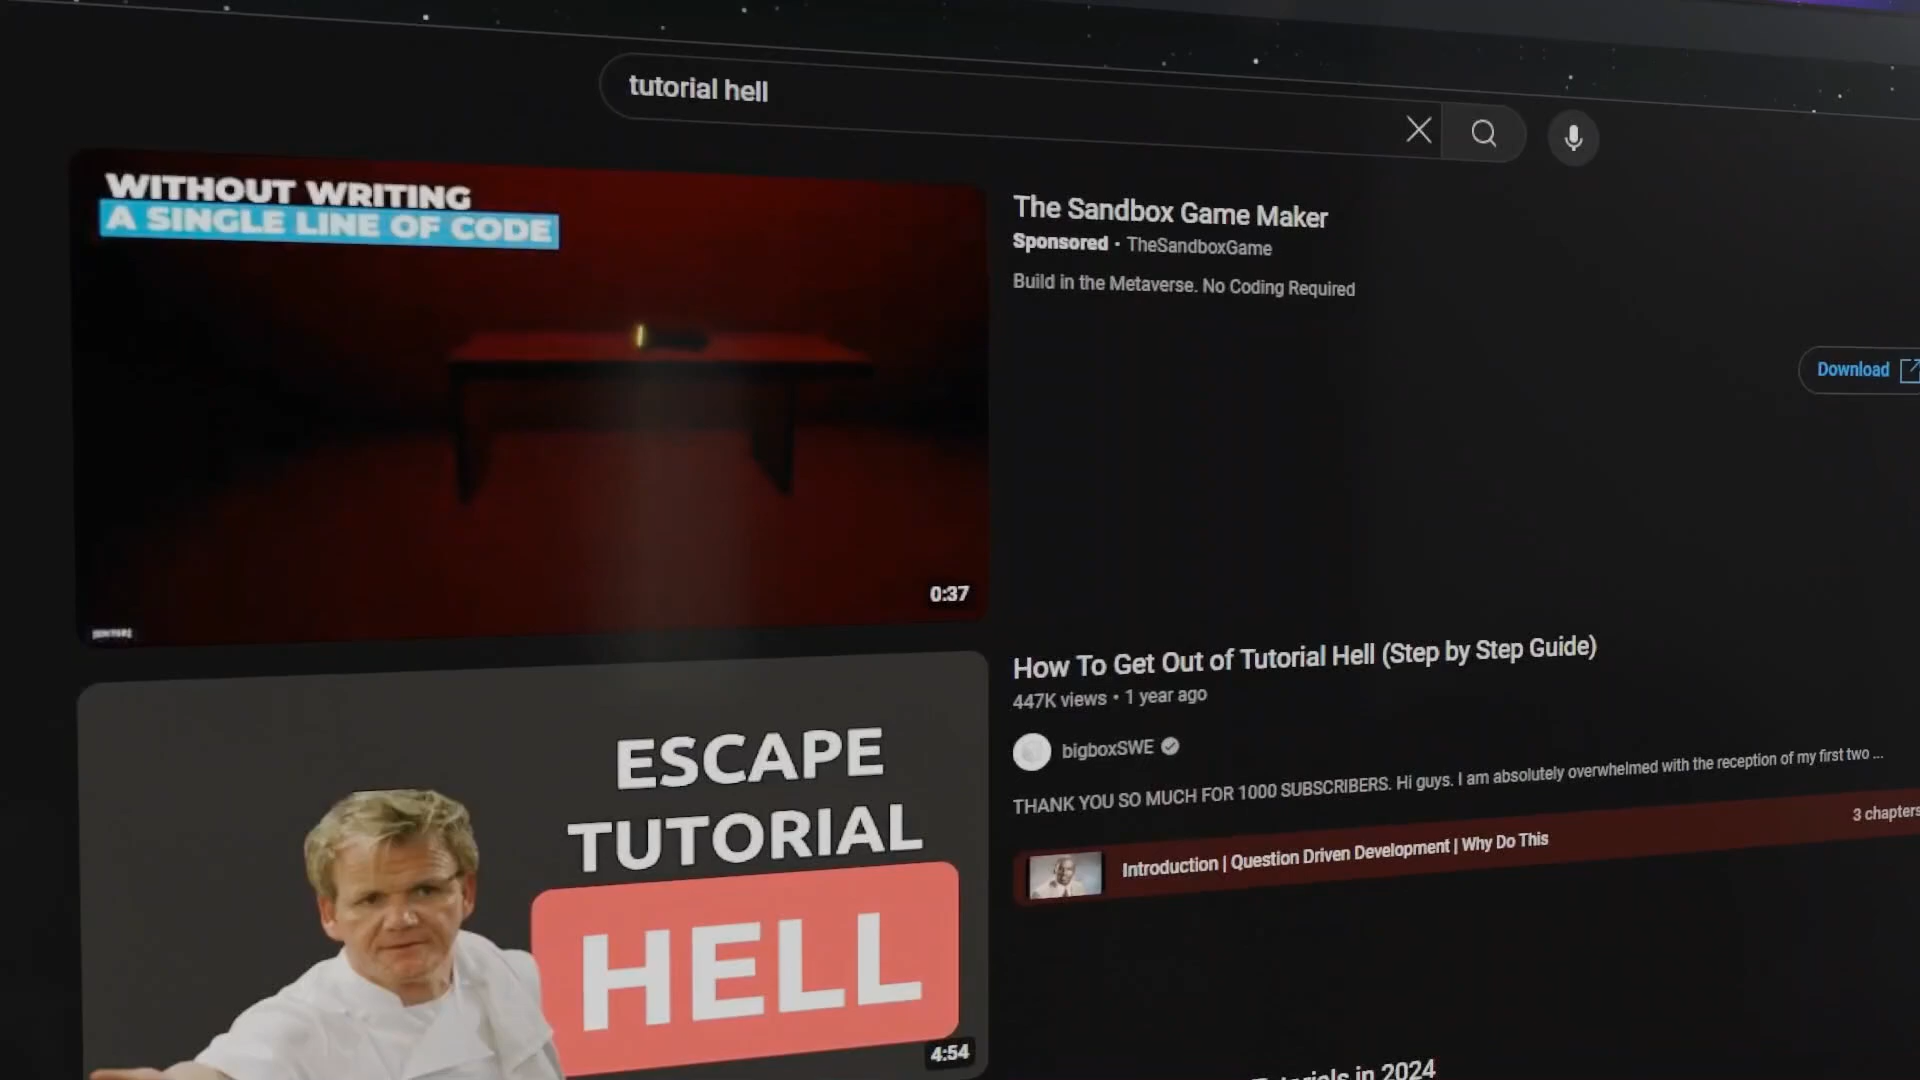 tutorial hell
WITHOUT WRITING
A SINGLE LINE OF CODE
0:37
The Sandbox Game Maker
Sponsored • TheSandboxGame
Build in the Metaverse. No Coding Required
Download
ESCAPE
TUTORIAL
HELL
4:54
How To Get Out of Tutorial Hell (Step by Step Guide)
447K views • 1 year ago
bigboxSWE
THANK YOU SO MUCH FOR 1000 SUBSCRIBERS. Hi guys. I am absolutely overwhelmed with the reception of my first two ...
3 chapters
Introduction | Question Driven Development | Why Do This
in 2024